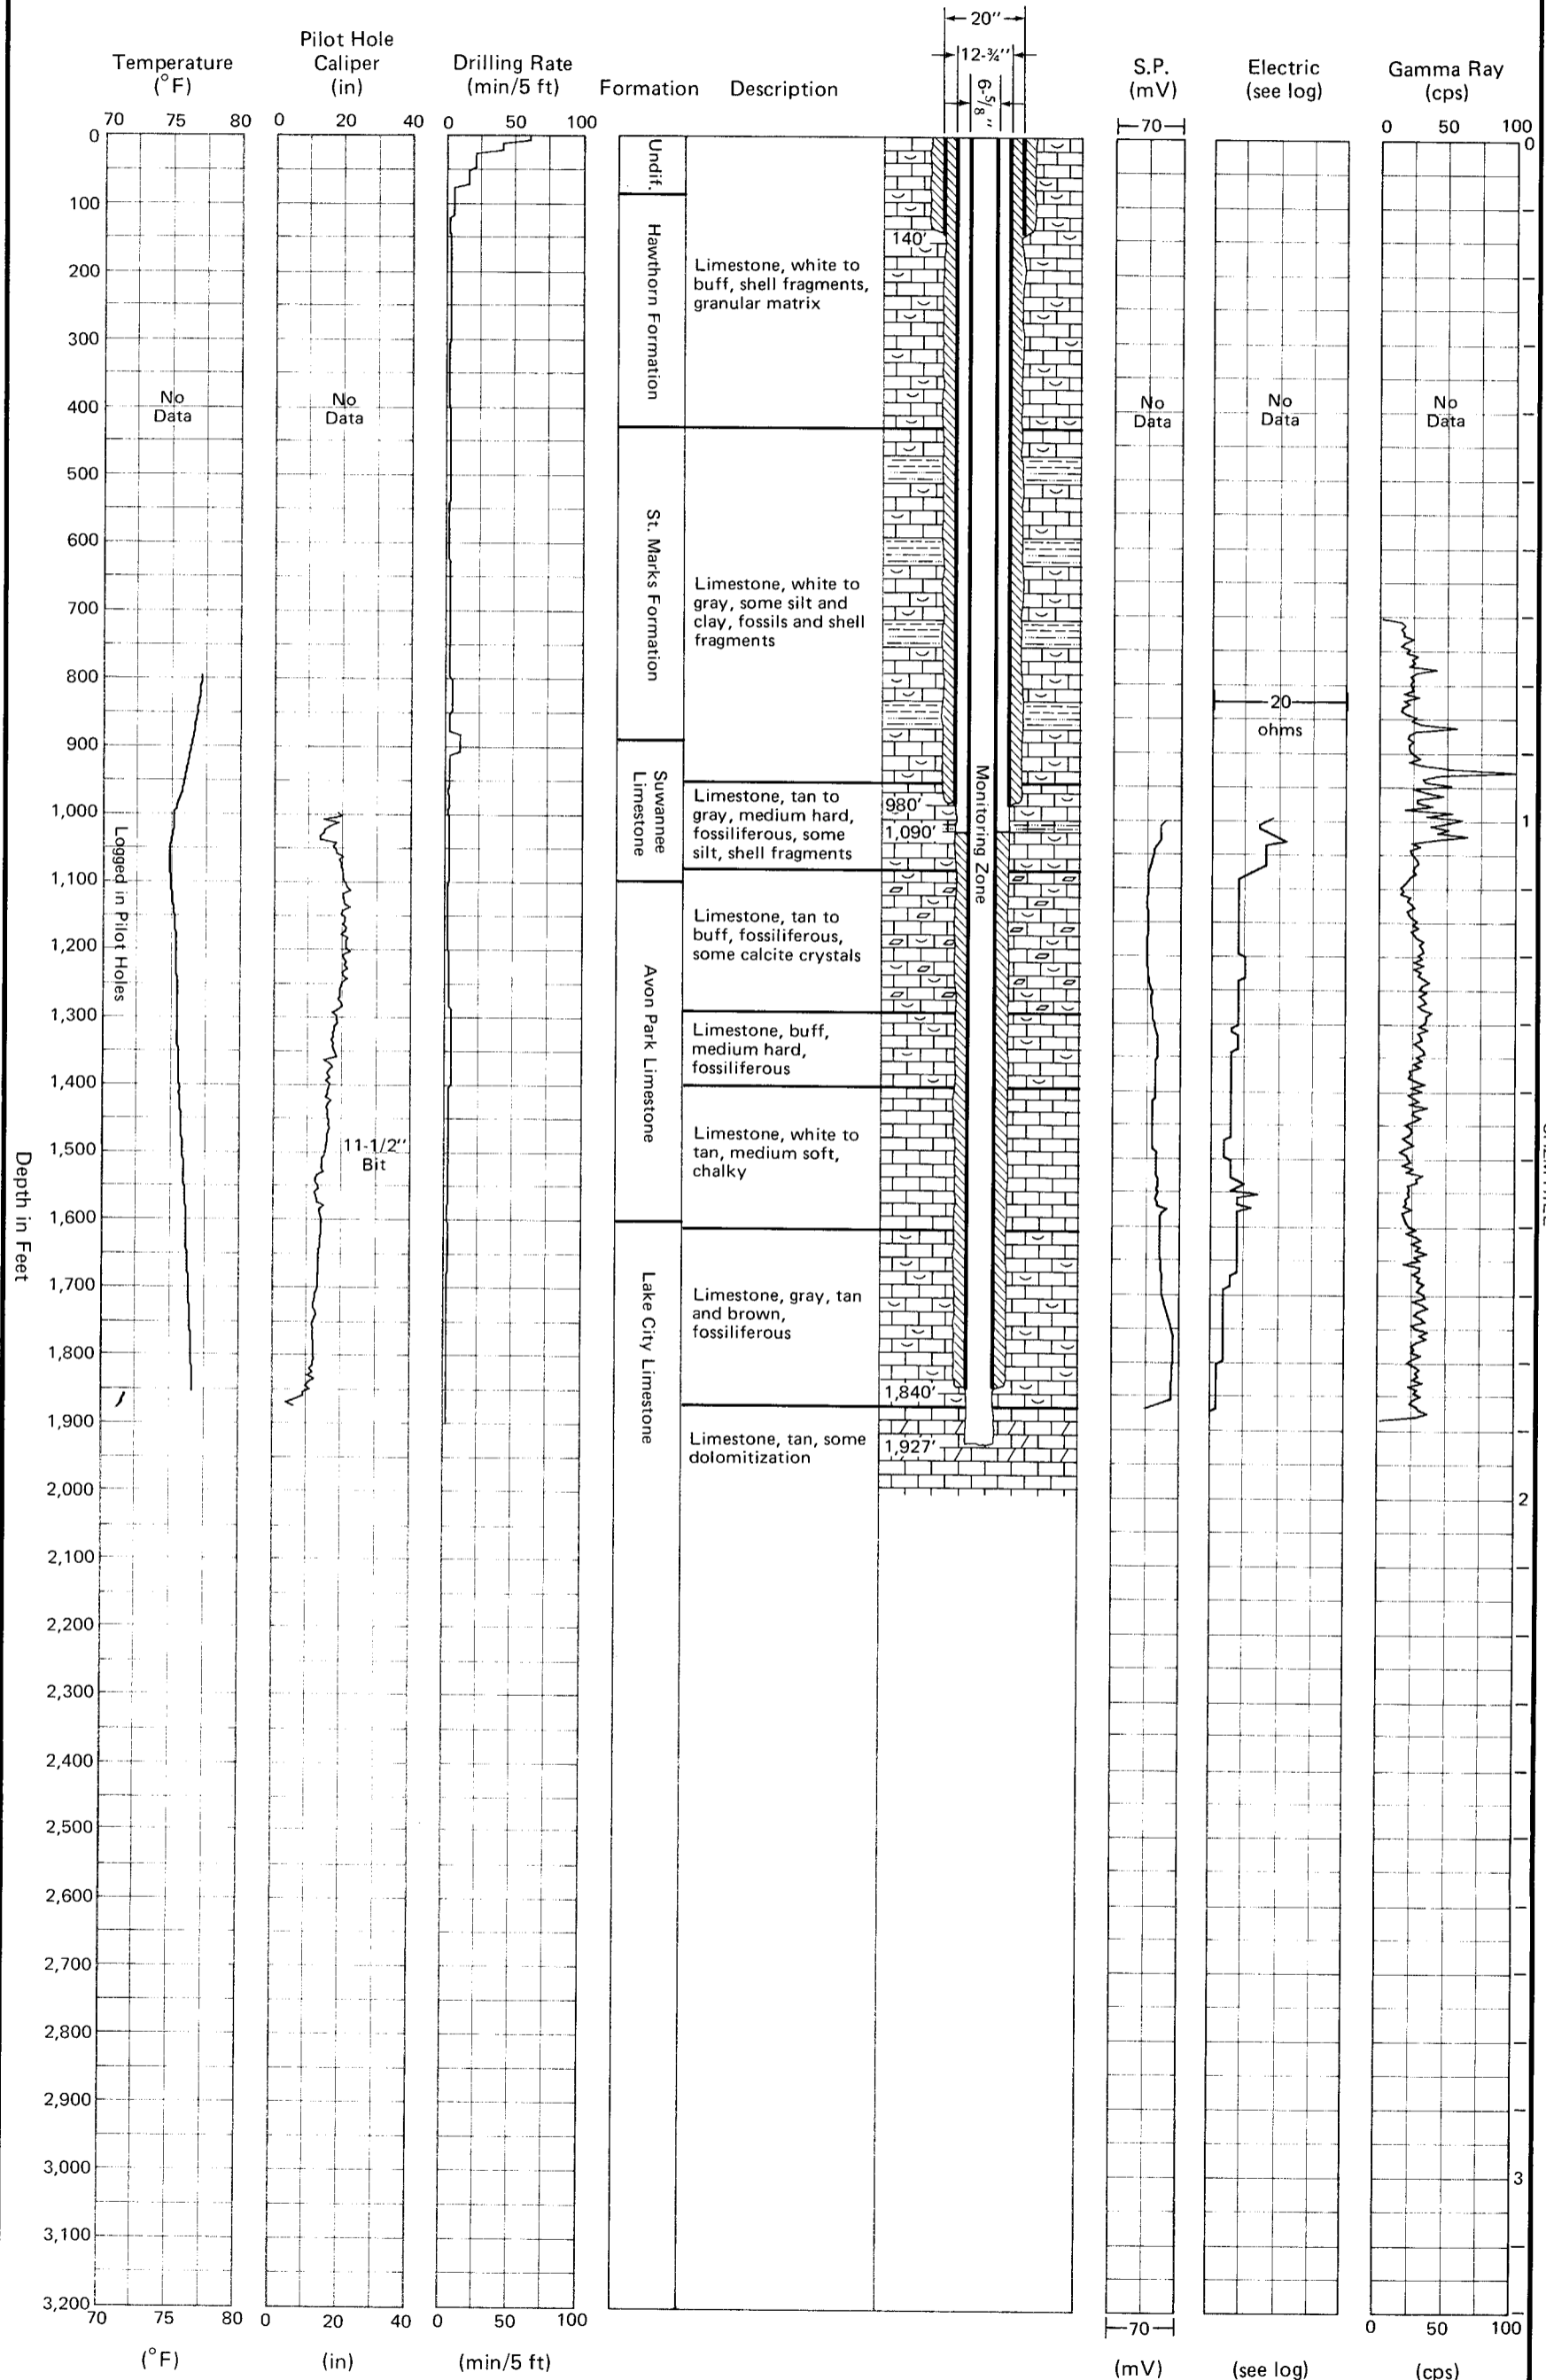 20''
12-¾''
6-⅝''
Temperature
(°F)
Pilot Hole
Caliper
(in)
Drilling Rate
(min/5 ft)
Formation
Description
S.P.
(mV)
Electric
(see log)
Gamma Ray
(cps)
70 75 80
0 20 40
0 50 100
70
0 50 100
Depth in Feet
0
100
200
300
400
500
600
700
800
900
1,000
1,100
1,200
1,300
1,400
1,500
1,600
1,700
1,800
1,900
2,000
2,100
2,200
2,300
2,400
2,500
2,600
2,700
2,800
2,900
3,000
3,100
3,200
No
Data
Logged in Pilot Holes
No
Data
11-1/2''
Bit
Undif.
Hawthorn Formation
St. Marks Formation
Suwannee
Limestone
Avon Park Limestone
Lake City Limestone
Limestone, white to
buff, shell fragments,
granular matrix
Limestone, white to
gray, some silt and
clay, fossils and shell
fragments
Limestone, tan to
gray, medium hard,
fossiliferous, some
silt, shell fragments
Limestone, tan to
buff, fossiliferous,
some calcite crystals
Limestone, buff,
medium hard,
fossiliferous
Limestone, white to
tan, medium soft,
chalky
Limestone, gray, tan
and brown,
fossiliferous
Limestone, tan, some
dolomitization
140'
980'
1,090'
1,840'
1,927'
Monitoring Zone
No
Data
No
Data
20
ohms
No
Data
0
1
2
3
70 75 80
0 20 40
0 50 100
70
0 50 100
(°F)
(in)
(min/5 ft)
(mV)
(see log)
(cps)